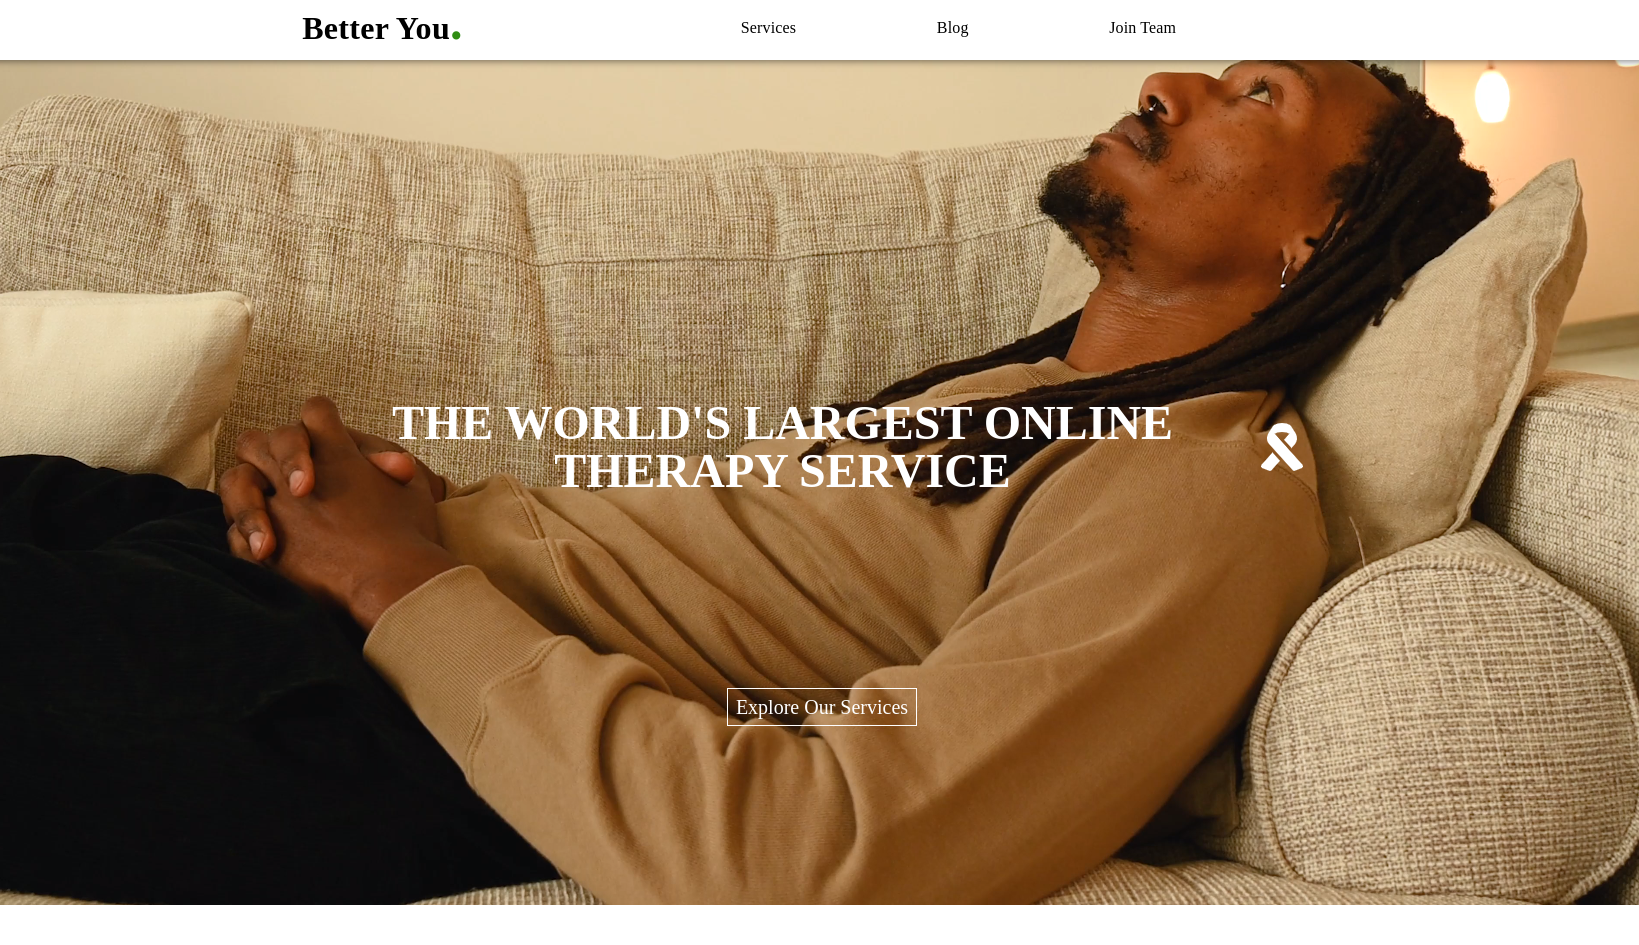 Better You.
Services
Blog
Join Team
THE WORLD'S LARGEST ONLINE
THERAPY SERVICE
Explore Our Services